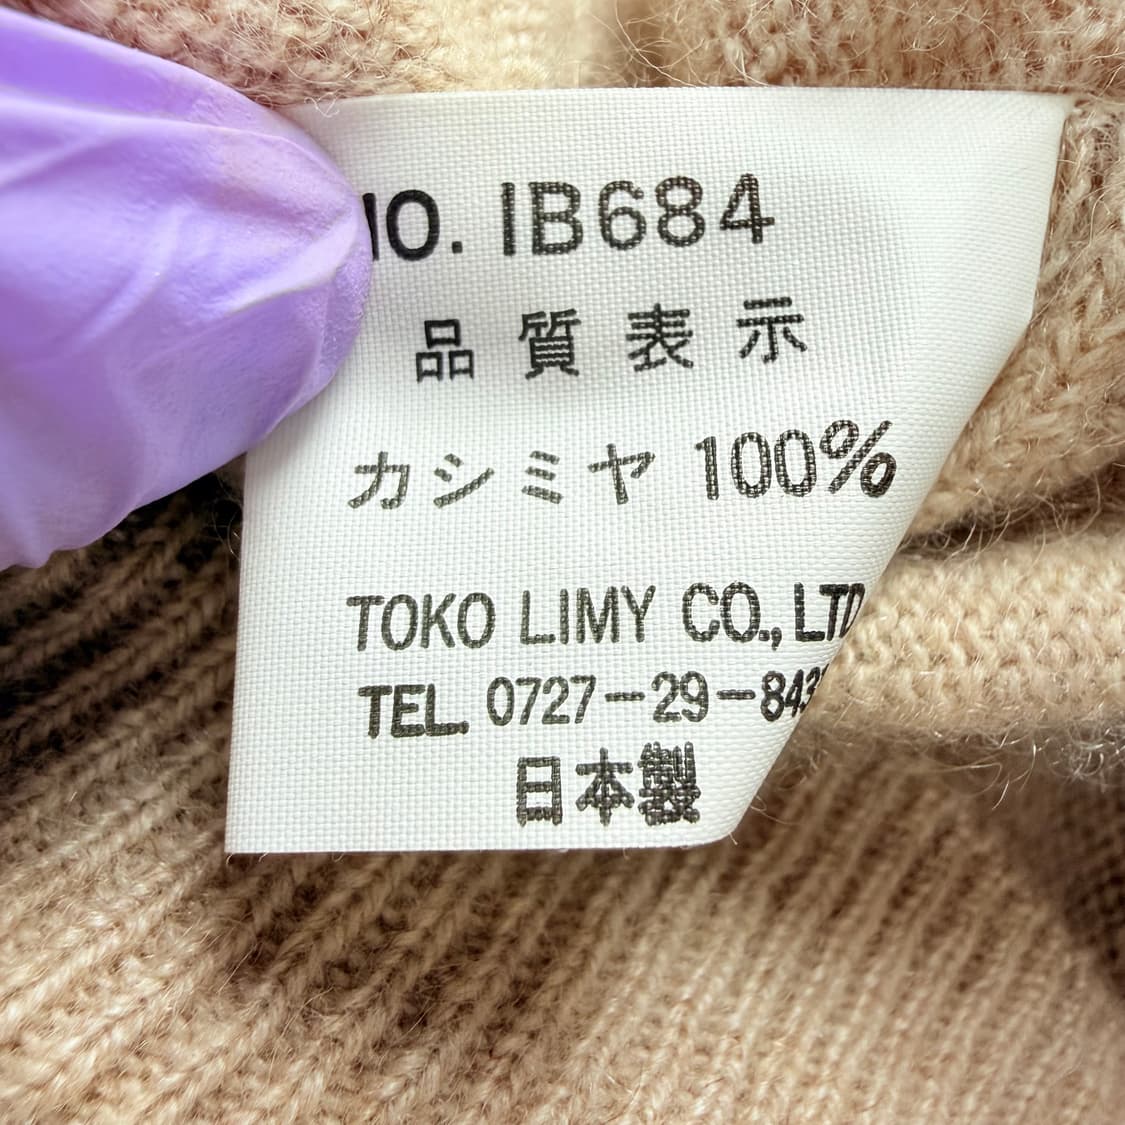 NO. IB684
品質表示
カシミヤ 100%
TOKO LIMY CO., LTD
TEL. 0727-29-843
日本製